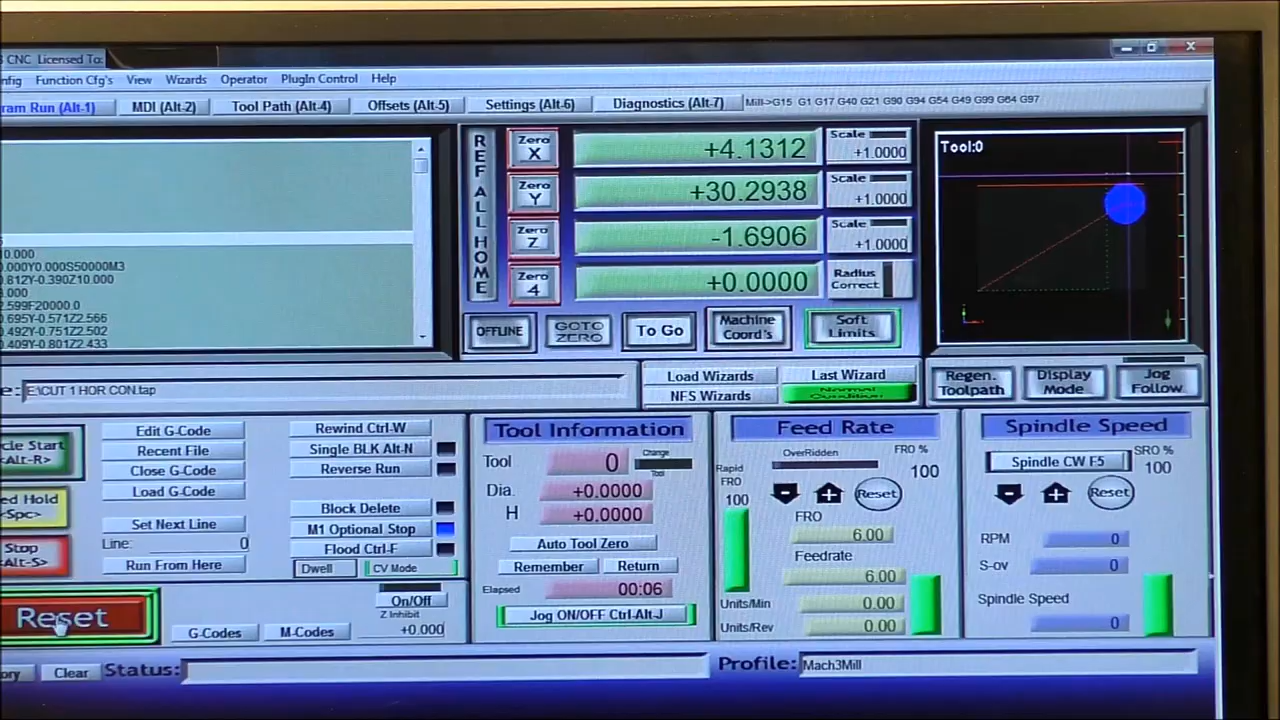 CNC Licensed To:
nfig Function Cfg's View Wizards Operator PlugIn Control Help
ram Run (Alt-1) MDI (Alt-2) Tool Path (Alt-4) Offsets (Alt-5) Settings (Alt-6) Diagnostics (Alt-7) Mill->G15 G1 G17 G40 G21 G90 G94 G54 G49 G99 G64 G97
REF ALL HOME
Zero X +4.1312 Scale +1.0000
Zero Y +30.2938 Scale +1.0000
Zero Z -1.6906 Scale +1.0000
Zero 4 +0.0000 Radius Correct
Tool:0
10.000
0.000Y0.000S50000M3
0.812Y-0.390Z10.000
3.000
2.599F20000.0
0.695Y-0.571Z2.566
0.492Y-0.751Z2.502
0.409Y-0.801Z2.433
OFFLINE GOTO ZERO To Go Machine Coord's Soft Limits
e: E:\CUT 1 HOR CON.tap
Load Wizards Last Wizard
NFS Wizards Normal Condition
Regen. Toolpath Display Mode Jog Follow
cle Start
<Alt-R>
ed Hold
<Spc>
Stop
<Alt-S>
Reset
Edit G-Code
Recent File
Close G-Code
Load G-Code
Set Next Line
Line: 0
Run From Here
Rewind Ctrl-W
Single BLK Alt-N
Reverse Run
Block Delete
M1 Optional Stop
Flood Ctrl-F
Dwell CV Mode
On/Off
Z Inhibit
+0.000
G-Codes M-Codes
Tool Information
Tool 0 Change Tool
Dia. +0.0000
H +0.0000
Auto Tool Zero
Remember Return
Elapsed 00:06
Jog ON/OFF Ctrl-Alt-J
Feed Rate
OverRidden FRO % 100
Rapid FRO 100
Reset
FRO
6.00
Feedrate
6.00
Units/Min 0.00
Units/Rev 0.00
Spindle Speed
Spindle CW F5
SRO % 100
Reset
RPM 0
S-ov 0
Spindle Speed 0
ory Clear Status:
Profile: Mach3Mill